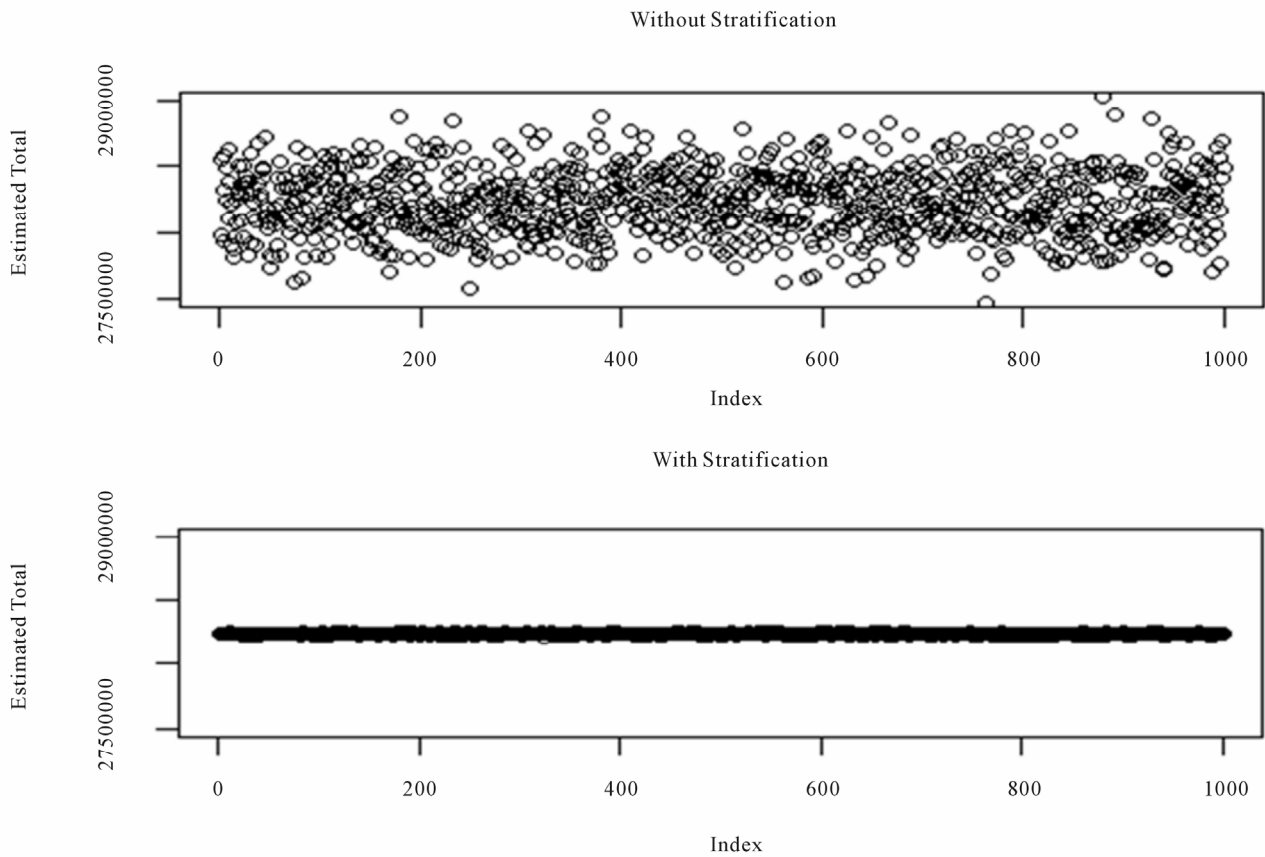 Without Stratification
Estimated Total
29000000
27500000
0 200 400 600 800 1000
Index
With Stratification
Estimated Total
29000000
27500000
0 200 400 600 800 1000
Index